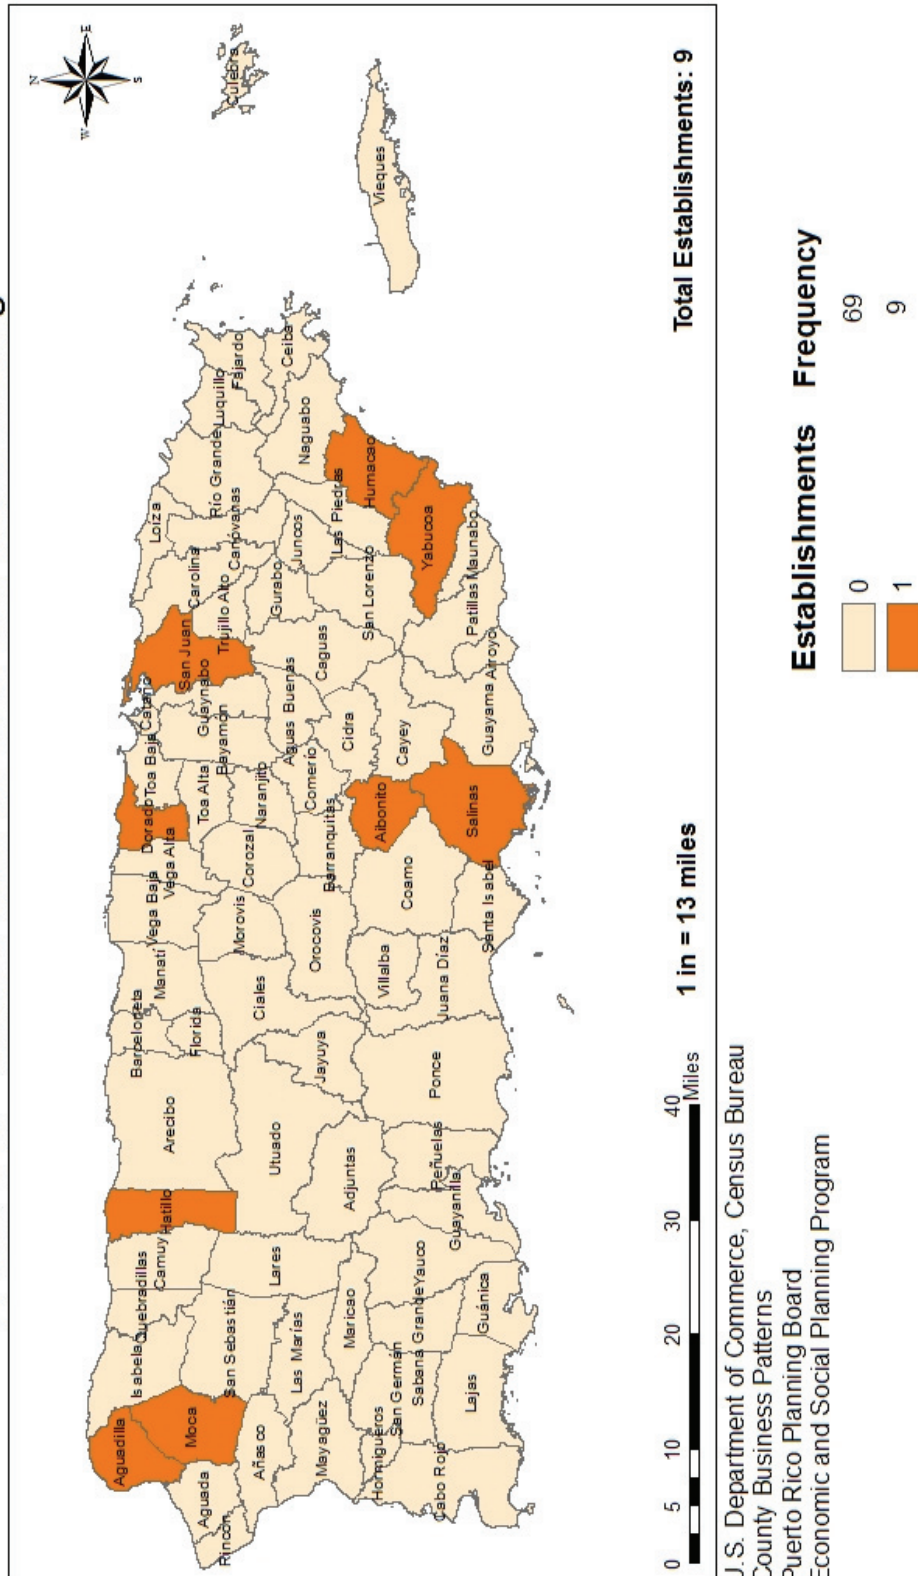 N
E
S
W
Culebra
Vieques
Aguadilla
Isabela
Quebradillas
Camuy
Hatillo
Arecibo
Barceloneta
Florida
Manatí
Vega Baja
Vega Alta
Dorado
Toa Baja
Cataño
San Juan
Carolina
Loiza
Río Grande
Luquillo
Fajardo
Ceiba
Moca
Aguada
Rincón
San Sebastián
Lares
Utuado
Ciales
Morovis
Corozal
Toa Alta
Naranjito
Bayamón
Guaynabo
Trujillo Alto
Canóvanas
Añasco
Las Marías
Mayagüez
Maricao
Adjuntas
Jayuya
Orocovis
Barranquitas
Comerío
Aguas Buenas
Cidra
Caguas
Gurabo
Juncos
Las Piedras
Naguabo
Humacao
San Lorenzo
Yabucoa
Hormigueros
San Germán
Cabo Rojo
Sabana Grande
Yauco
Lajas
Guánica
Guayanilla
Peñuelas
Ponce
Villalba
Juana Díaz
Coamo
Santa Isabel
Aibonito
Salinas
Cayey
Guayama
Arroyo
Patillas
Maunabo
0 5 10 20 30 40
Miles
1 in = 13 miles
Total Establishments: 9
U.S. Department of Commerce, Census Bureau
County Business Patterns
Puerto Rico Planning Board
Economic and Social Planning Program
Establishments Frequency
0 69
1 9